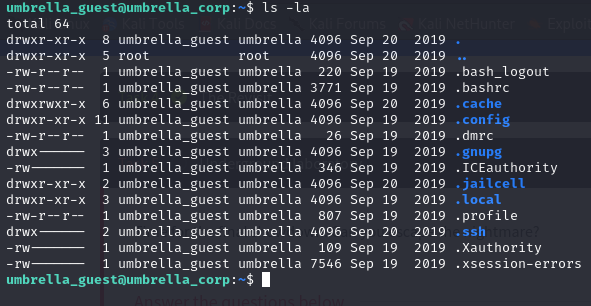 umbrella_guest@umbrella_corp:~$ ls -la
total 64
drwxr-xr-x  8 umbrella_guest umbrella 4096 Sep 20  2019 .
drwxr-xr-x  5 root           root     4096 Sep 20  2019 ..
-rw-r--r--  1 umbrella_guest umbrella  220 Sep 19  2019 .bash_logout
-rw-r--r--  1 umbrella_guest umbrella 3771 Sep 19  2019 .bashrc
drwxrwxr-x  6 umbrella_guest umbrella 4096 Sep 20  2019 .cache
drwxr-xr-x 11 umbrella_guest umbrella 4096 Sep 19  2019 .config
-rw-r--r--  1 umbrella_guest umbrella   26 Sep 19  2019 .dmrc
drwx------  3 umbrella_guest umbrella 4096 Sep 19  2019 .gnupg
-rw-------  1 umbrella_guest umbrella  346 Sep 19  2019 .ICEauthority
drwxr-xr-x  2 umbrella_guest umbrella 4096 Sep 20  2019 .jailcell
drwxr-xr-x  3 umbrella_guest umbrella 4096 Sep 19  2019 .local
-rw-r--r--  1 umbrella_guest umbrella  807 Sep 19  2019 .profile
drwx------  2 umbrella_guest umbrella 4096 Sep 20  2019 .ssh
-rw-------  1 umbrella_guest umbrella  109 Sep 19  2019 .Xauthority
-rw-------  1 umbrella_guest umbrella 7546 Sep 19  2019 .xsession-errors
umbrella_guest@umbrella_corp:~$
Answer the questions below